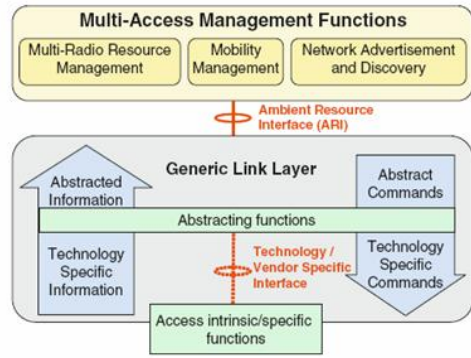 Multi-Access Management Functions
Multi-Radio Resource
Management
Mobility
Management
Network Advertisement
and Discovery
Ambient Resource
Interface (ARI)
Generic Link Layer
Abstracted
Information
Abstract
Commands
Abstracting functions
Technology
Specific
Information
Technology /
Vendor Specific
Interface
Technology
Specific
Commands
Access intrinsic/specific
functions